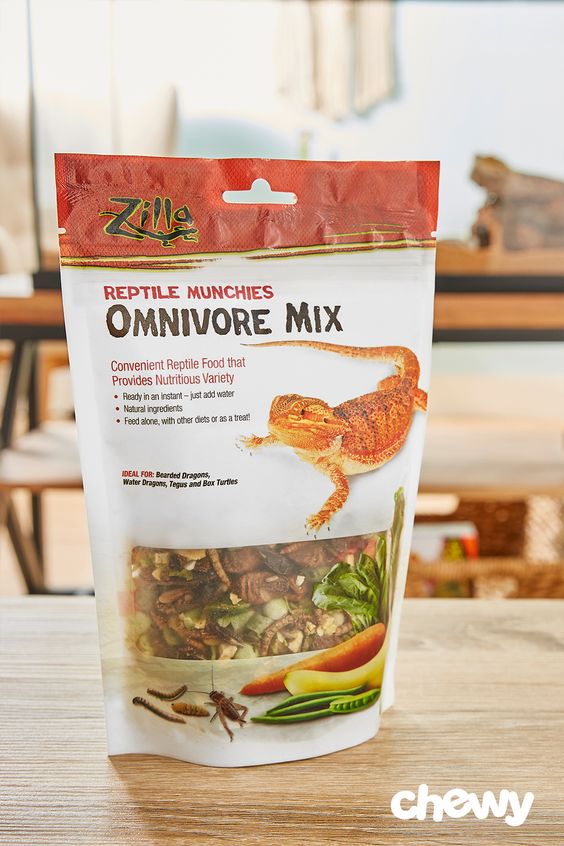 Zilla
REPTILE MUNCHIES
OMNIVORE MIX
Convenient Reptile Food that
Provides Nutritious Variety
• Ready in an instant – just add water
• Natural ingredients
• Feed alone, with other diets or as a treat!
IDEAL FOR: Bearded Dragons,
Water Dragons, Tegus and Box Turtles
chewy